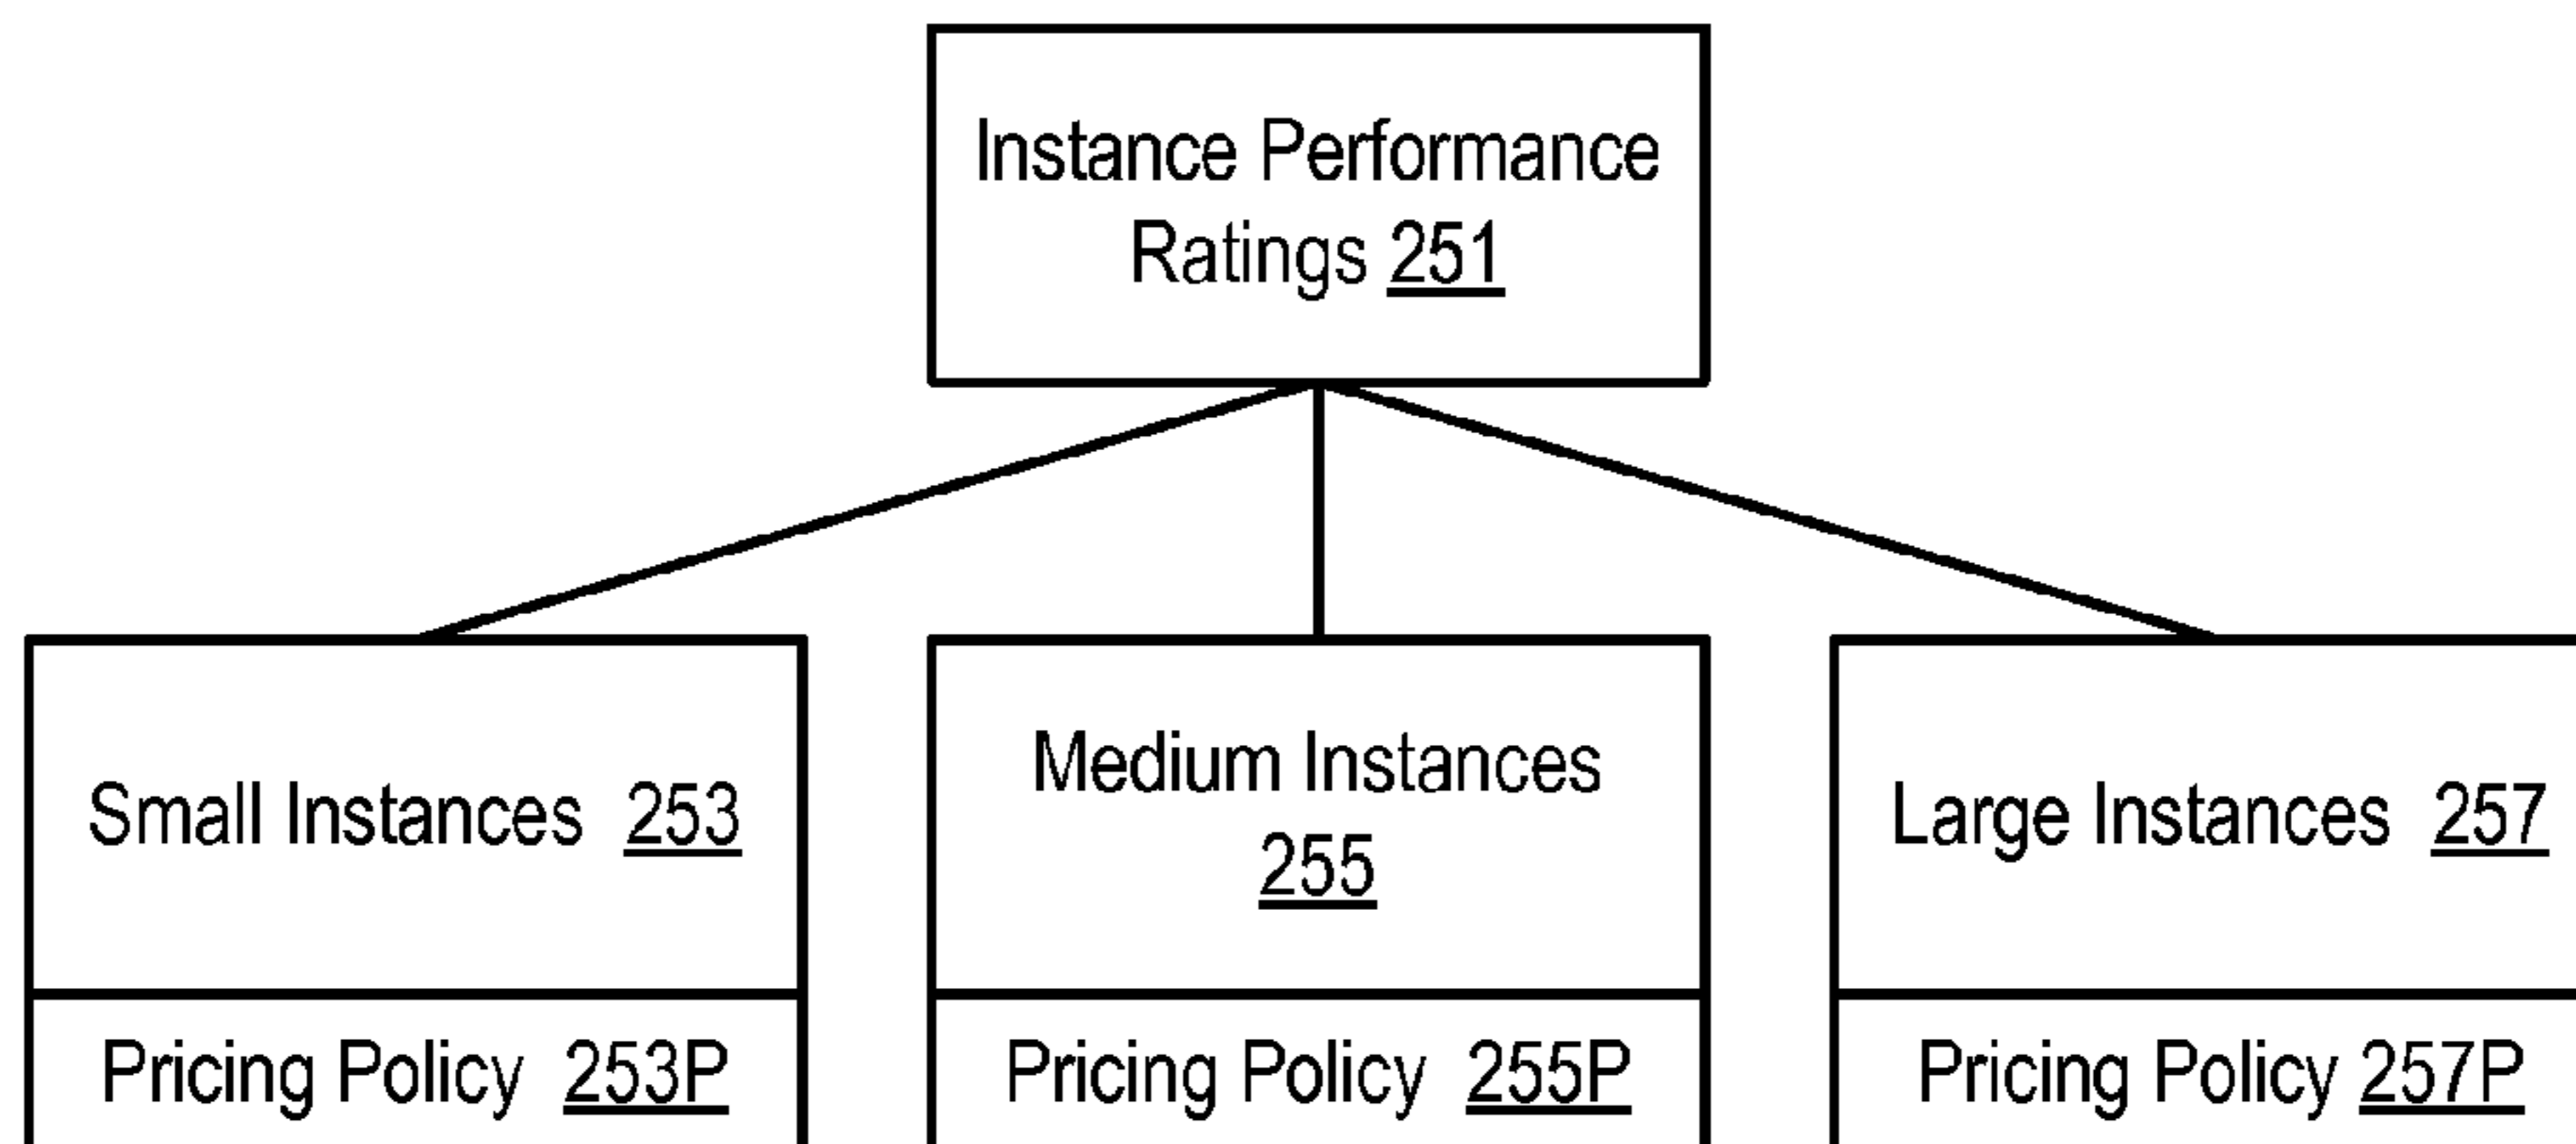 Instance Performance
Ratings 251
Small Instances 253
Medium Instances
255
Large Instances 257
Pricing Policy 253P
Pricing Policy 255P
Pricing Policy 257P